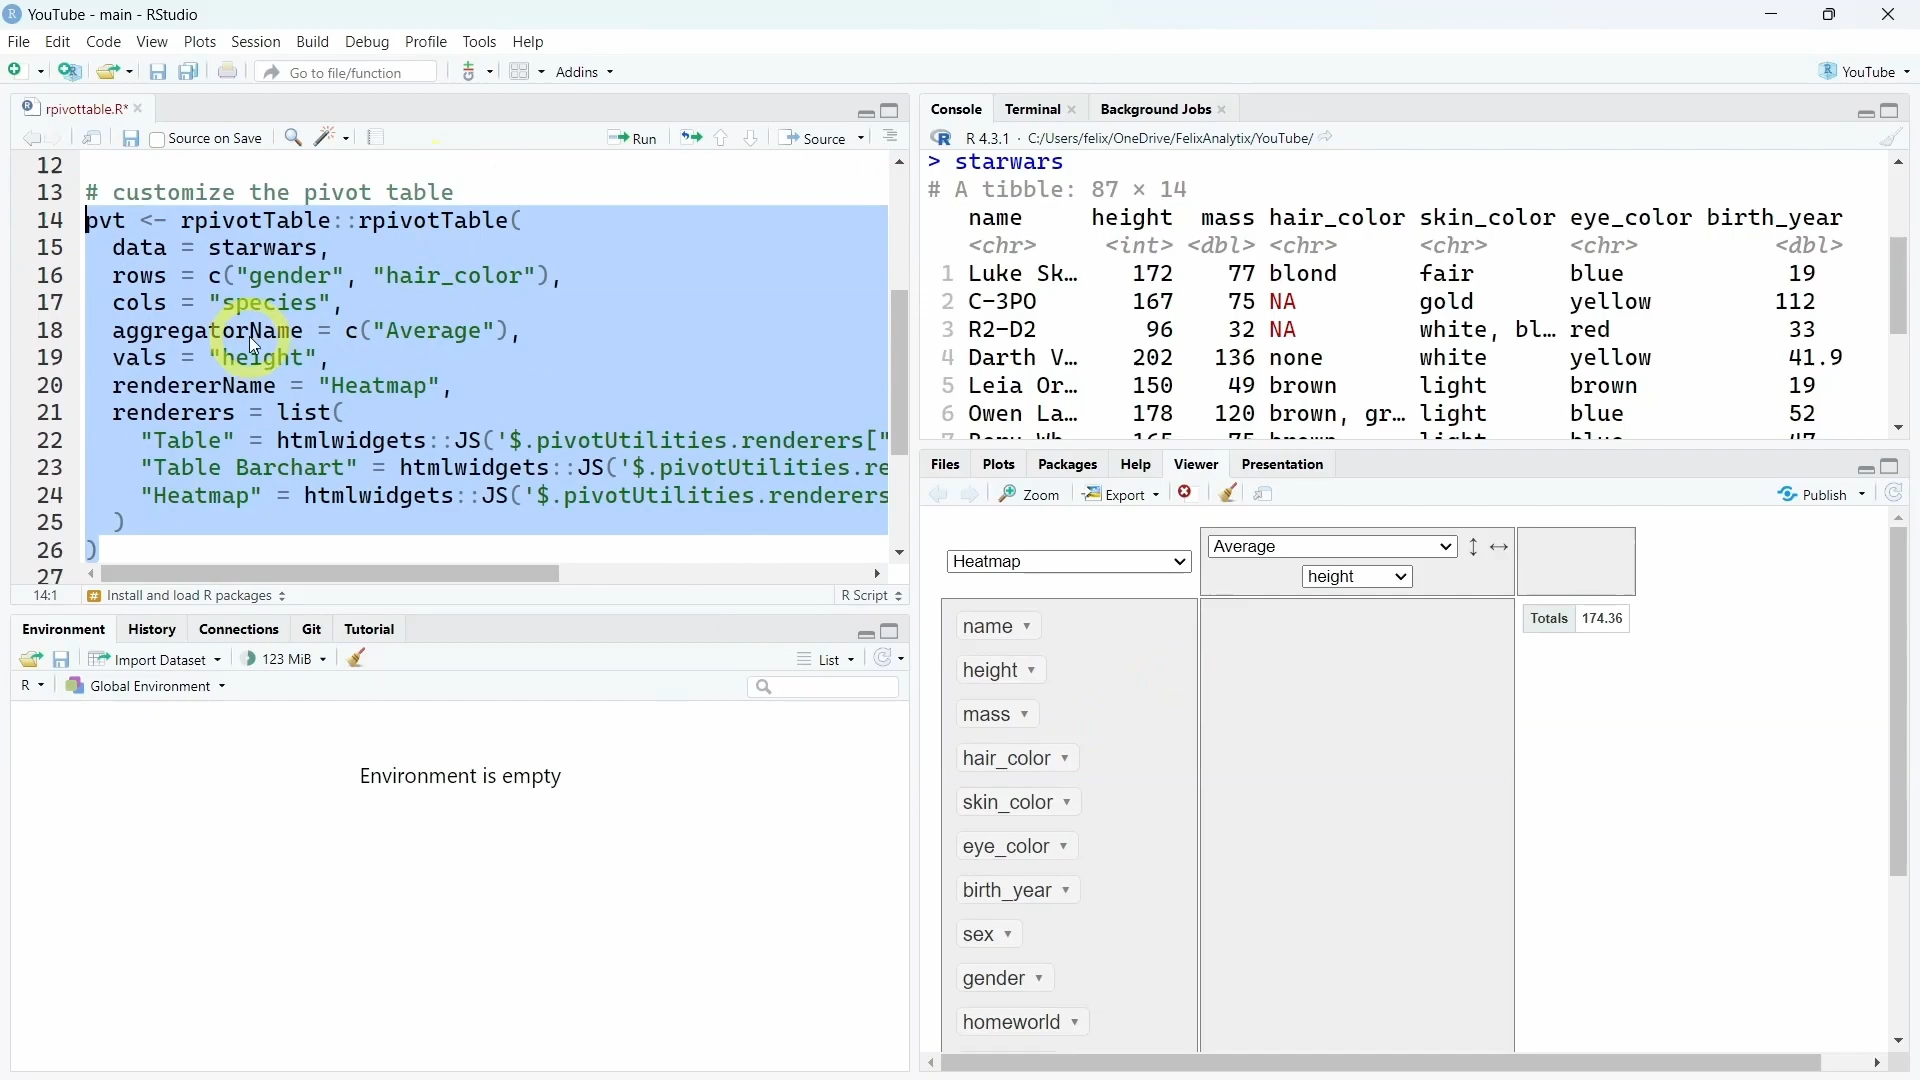 YouTube - main - RStudio
File Edit Code View Plots Session Build Debug Profile Tools Help
Go to file/function Addins YouTube
rpivottable.R*
Source on Save Run Source
12
13 # customize the pivot table
14 pvt <- rpivotTable::rpivotTable(
15 data = starwars,
16 rows = c("gender", "hair_color"),
17 cols = "species",
18 aggregatorName = c("Average"),
19 vals = "height",
20 rendererName = "Heatmap",
21 renderers = list(
22 "Table" = htmlwidgets::JS('$.pivotUtilities.renderers["
23 "Table Barchart" = htmlwidgets::JS('$.pivotUtilities.re
24 "Heatmap" = htmlwidgets::JS('$.pivotUtilities.renderers
25 )
26 )
27
14:1 Install and load R packages R Script
Environment History Connections Git Tutorial
Import Dataset 123 MiB List
R Global Environment
Environment is empty
Console Terminal Background Jobs
R 4.3.1 · C:/Users/felix/OneDrive/FelixAnalytix/YouTube/
> starwars
# A tibble: 87 × 14
name height mass hair_color skin_color eye_color birth_year
<chr> <int> <dbl> <chr> <chr> <chr> <dbl>
1 Luke Sk… 172 77 blond fair blue 19
2 C-3PO 167 75 NA gold yellow 112
3 R2-D2 96 32 NA white, bl… red 33
4 Darth V… 202 136 none white yellow 41.9
5 Leia Or… 150 49 brown light brown 19
6 Owen La… 178 120 brown, gr… light blue 52
Files Plots Packages Help Viewer Presentation
Zoom Export Publish
Heatmap
Average
height
Totals 174.36
name
height
mass
hair_color
skin_color
eye_color
birth_year
sex
gender
homeworld